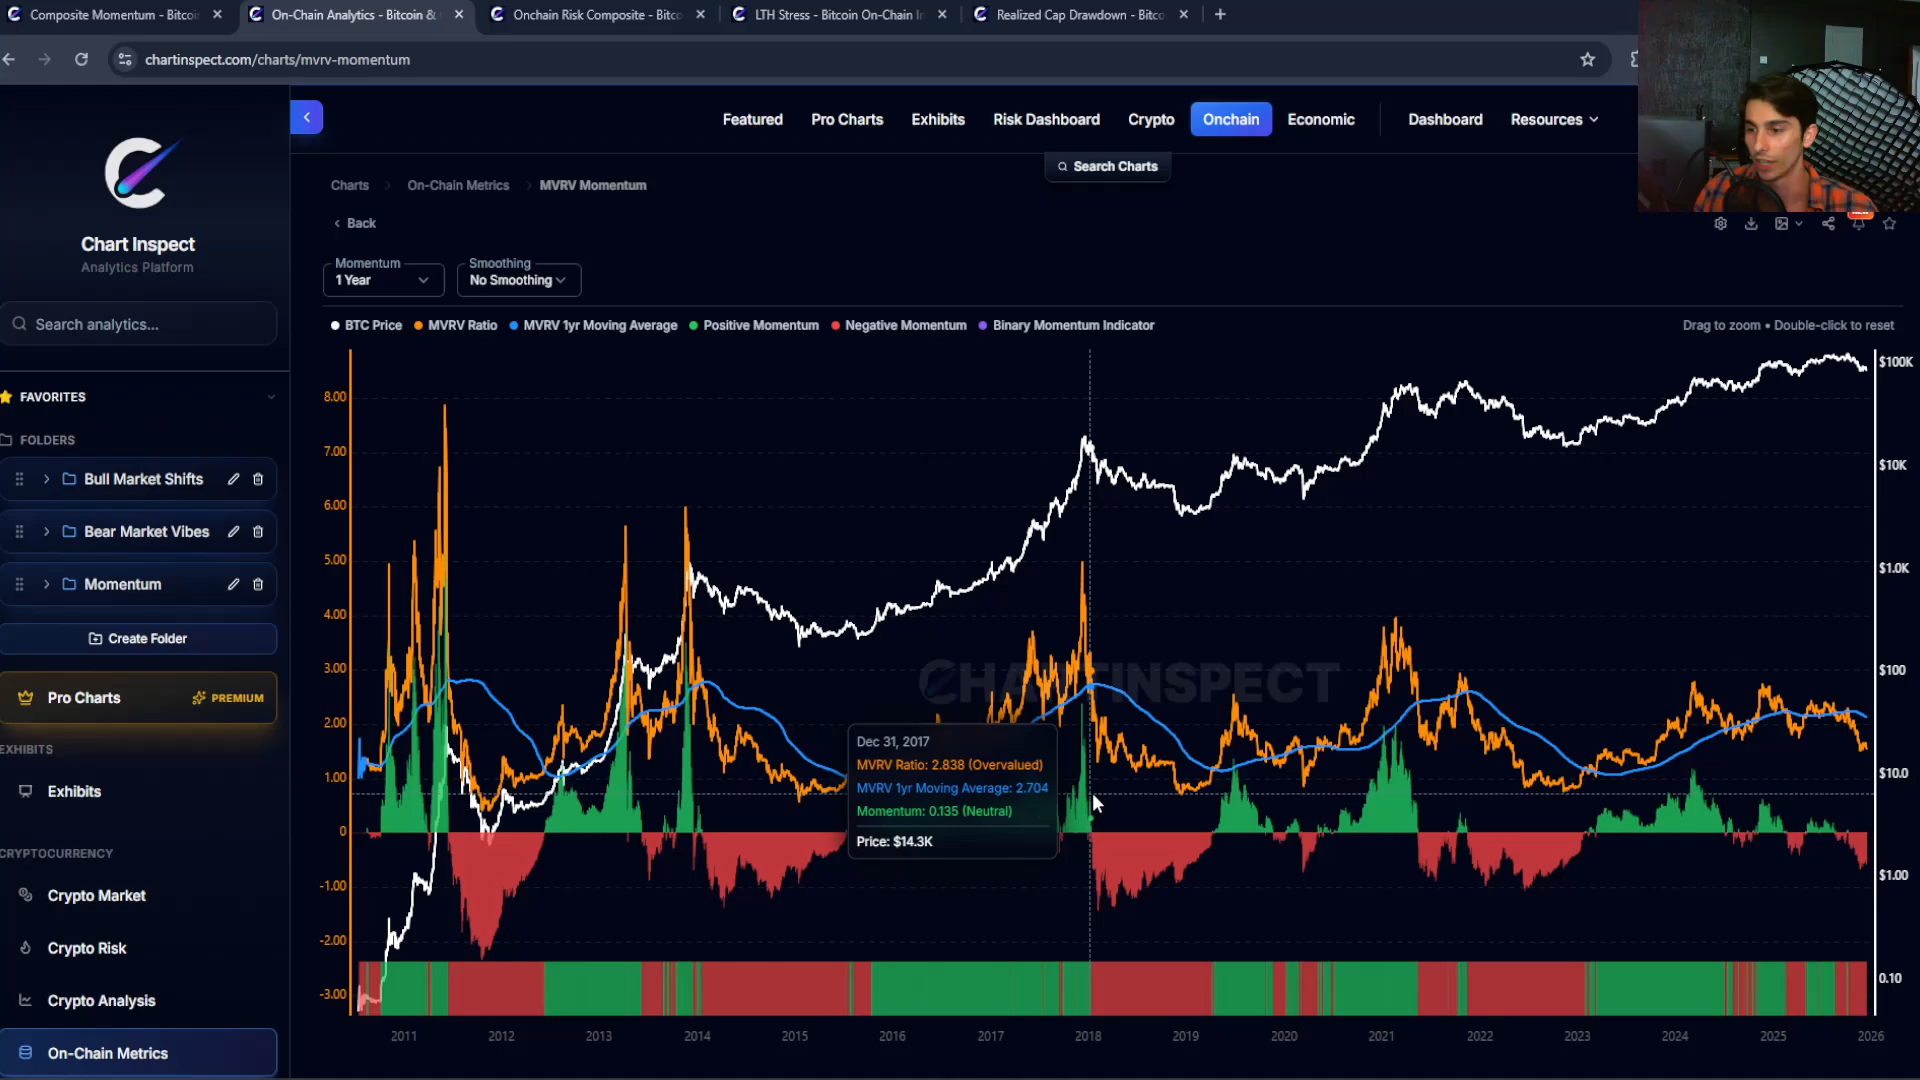 Composite Momentum - Bitcoi
On-Chain Analytics - Bitcoin &
Onchain Risk Composite - Bitco
LTH Stress - Bitcoin On-Chain In
Realized Cap Drawdown - Bitco
chartinspect.com/charts/mvrv-momentum
Chart Inspect
Analytics Platform
Search analytics...
FAVORITES
FOLDERS
Bull Market Shifts
Bear Market Vibes
Momentum
Create Folder
Pro Charts
PREMIUM
EXHIBITS
Exhibits
CRYPTOCURRENCY
Crypto Market
Crypto Risk
Crypto Analysis
On-Chain Metrics
Featured
Pro Charts
Exhibits
Risk Dashboard
Crypto
Onchain
Economic
Dashboard
Resources
Search Charts
Charts
On-Chain Metrics
MVRV Momentum
Back
Momentum
1 Year
Smoothing
No Smoothing
BTC Price
MVRV Ratio
MVRV 1yr Moving Average
Positive Momentum
Negative Momentum
Binary Momentum Indicator
Drag to zoom • Double-click to reset
8.00
7.00
6.00
5.00
4.00
3.00
2.00
1.00
0
-1.00
-2.00
-3.00
$100K
$10K
$1.0K
$100
$10.0
$1.00
0.10
CHARTINSPECT
Dec 31, 2017
MVRV Ratio: 2.838 (Overvalued)
MVRV 1yr Moving Average: 2.704
Momentum: 0.135 (Neutral)
Price: $14.3K
2011
2012
2013
2014
2015
2016
2017
2018
2019
2020
2021
2022
2023
2024
2025
2026